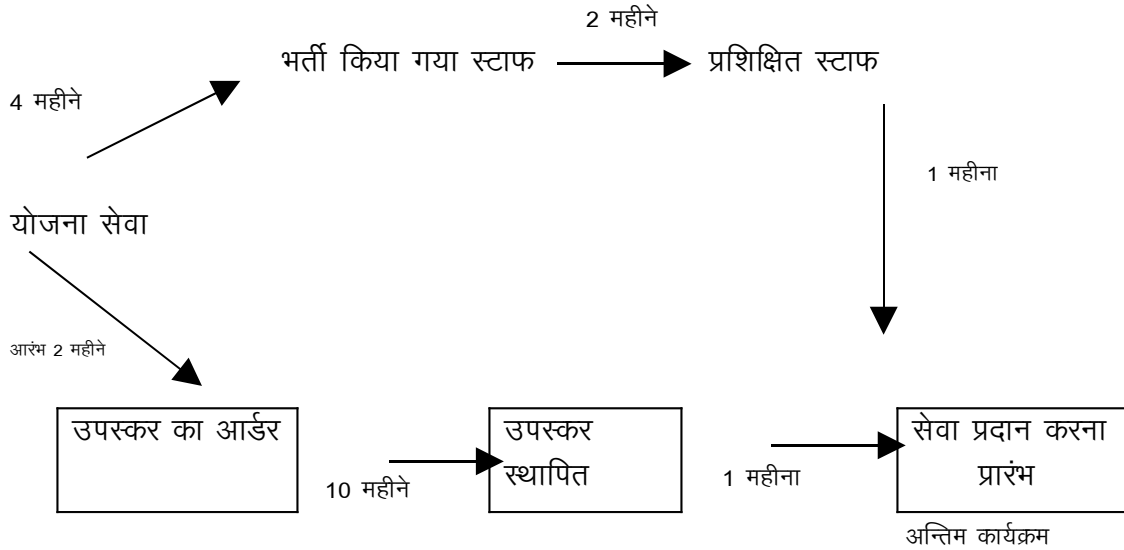 2 महीने
भर्ती किया गया स्टाफ
प्रशिक्षित स्टाफ
4 महीने
1 महीना
योजना सेवा
आरंभ 2 महीने
उपस्कर का आर्डर
उपस्कर
स्थापित
सेवा प्रदान करना
प्रारंभ
10 महीने
1 महीना
अन्तिम कार्यक्रम